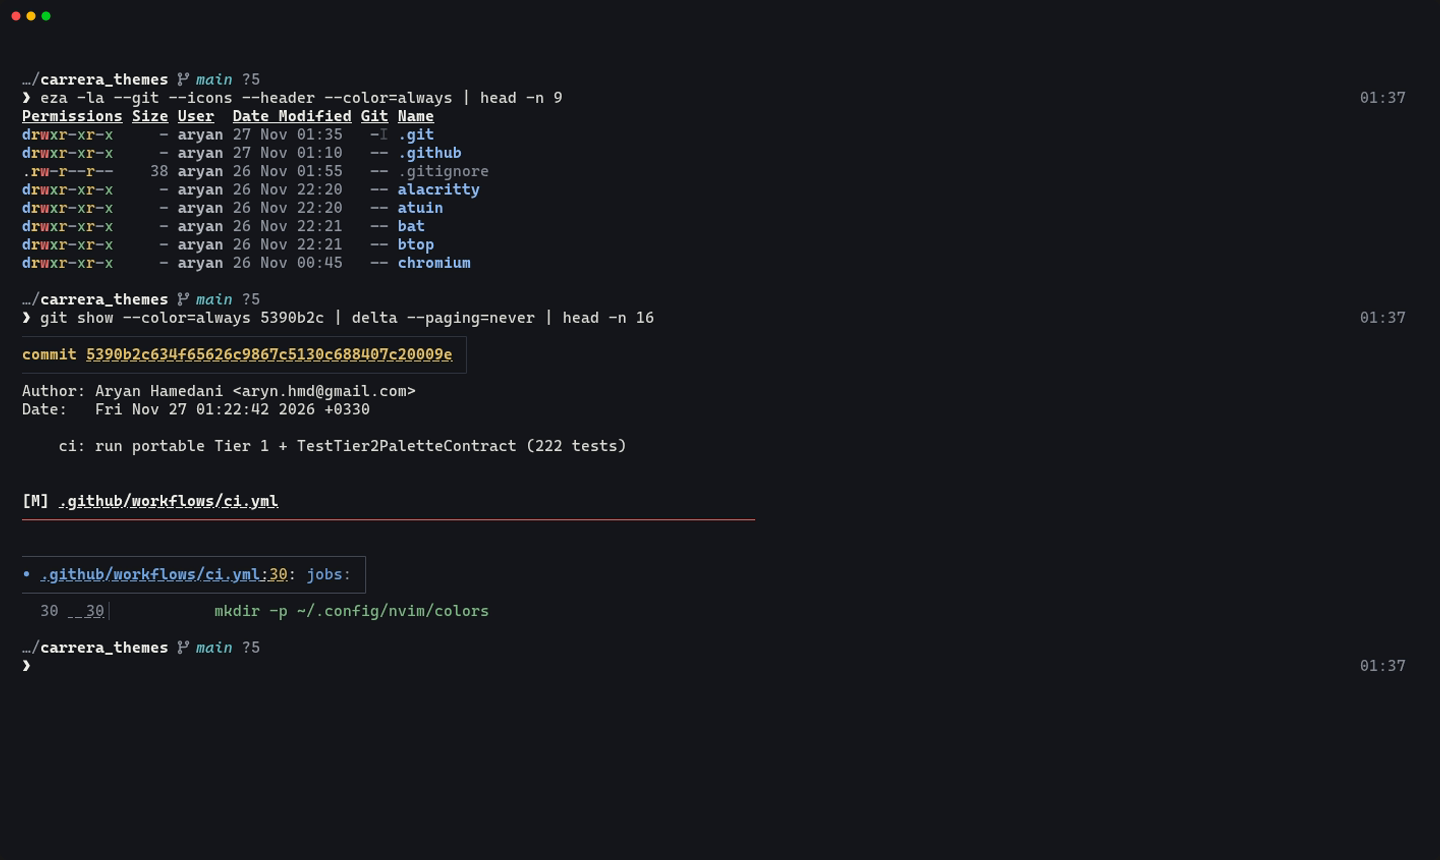 …/carrera_themes main ?5
❯ eza -la --git --icons --header --color=always | head -n 9 01:37
Permissions Size User  Date Modified Git Name
drwxr-xr-x     - aryan 27 Nov 01:35   -I .git
drwxr-xr-x     - aryan 27 Nov 01:10   -- .github
.rw-r--r--    38 aryan 26 Nov 01:55   -- .gitignore
drwxr-xr-x     - aryan 26 Nov 22:20   -- alacritty
drwxr-xr-x     - aryan 26 Nov 22:20   -- atuin
drwxr-xr-x     - aryan 26 Nov 22:21   -- bat
drwxr-xr-x     - aryan 26 Nov 22:21   -- btop
drwxr-xr-x     - aryan 26 Nov 00:45   -- chromium
…/carrera_themes main ?5
❯ git show --color=always 5390b2c | delta --paging=never | head -n 16 01:37
commit 5390b2c634f65626c9867c5130c688407c20009e
Author: Aryan Hamedani <aryn.hmd@gmail.com>
Date:   Fri Nov 27 01:22:42 2026 +0330
    ci: run portable Tier 1 + TestTier2PaletteContract (222 tests)
[M] .github/workflows/ci.yml
• .github/workflows/ci.yml:30: jobs:
  30   30│           mkdir -p ~/.config/nvim/colors
…/carrera_themes main ?5
❯ 01:37